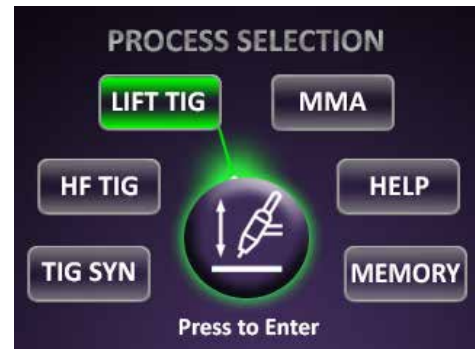 PROCESS SELECTION
LIFT TIG
MMA
HF TIG
HELP
TIG SYN
MEMORY
Press to Enter